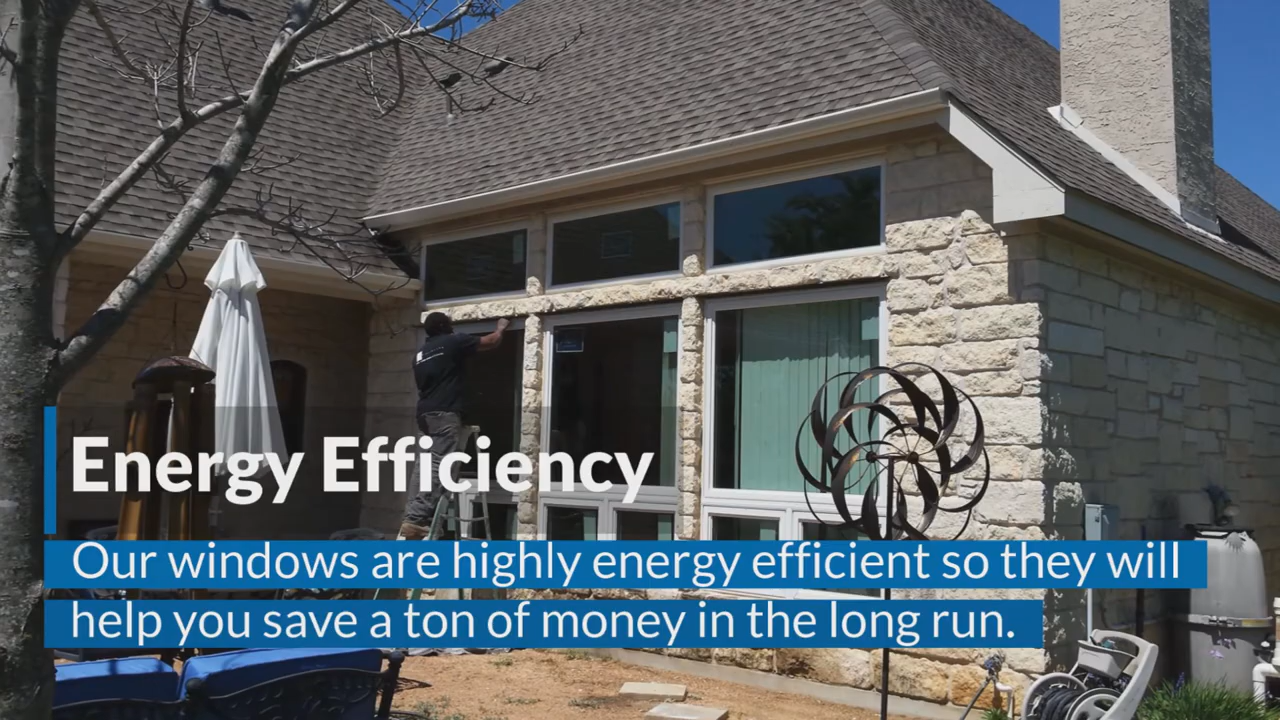 Energy Efficiency
Our windows are highly energy efficient so they will
help you save a ton of money in the long run.